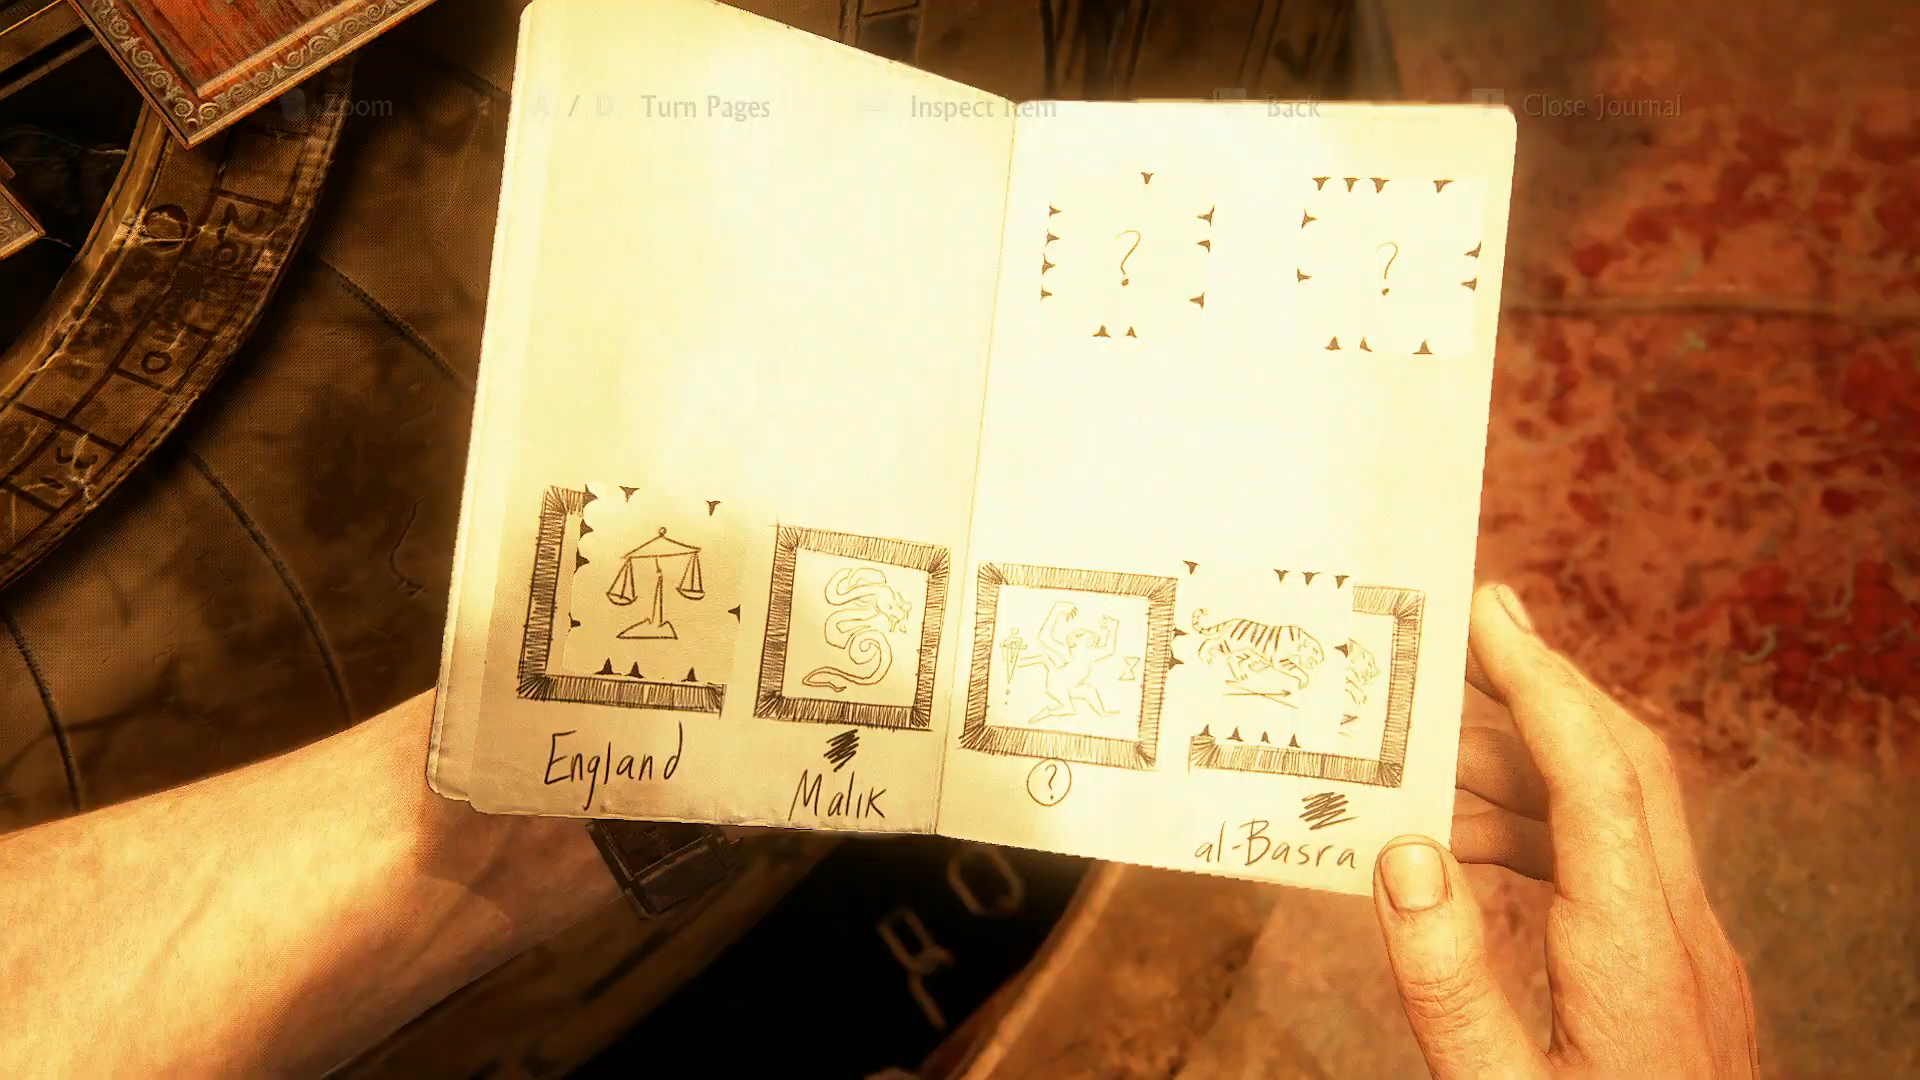 Zoom
A / D Turn Pages
Inspect Item
Back
Close Journal
?
?
England
Malik
?
al-Basra